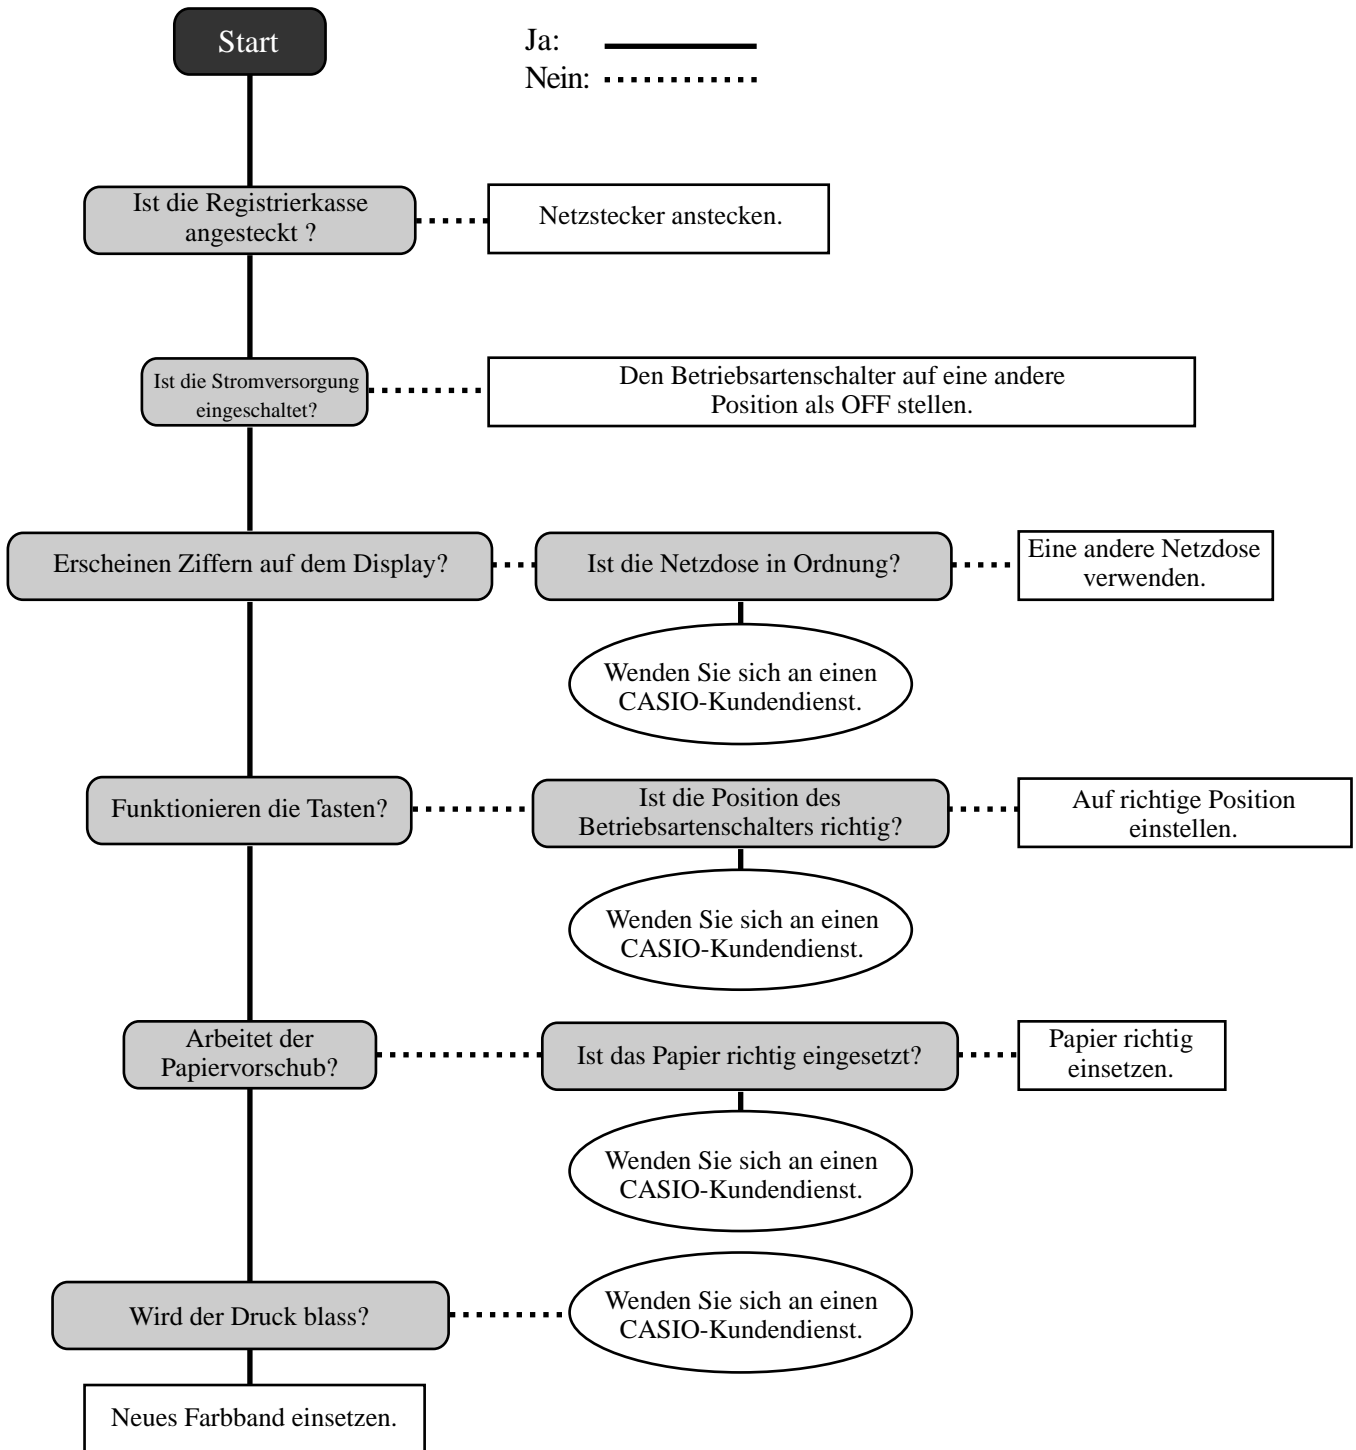 Start
Ja:
Nein:
Ist die Registrierkasse
angesteckt ?
Netzstecker anstecken.
Ist die Stromversorgung
eingeschaltet?
Den Betriebsartenschalter auf eine andere
Position als OFF stellen.
Erscheinen Ziffern auf dem Display?
Ist die Netzdose in Ordnung?
Eine andere Netzdose
verwenden.
Wenden Sie sich an einen
CASIO-Kundendienst.
Funktionieren die Tasten?
Ist die Position des
Betriebsartenschalters richtig?
Auf richtige Position
einstellen.
Wenden Sie sich an einen
CASIO-Kundendienst.
Arbeitet der
Papiervorschub?
Ist das Papier richtig eingesetzt?
Papier richtig
einsetzen.
Wenden Sie sich an einen
CASIO-Kundendienst.
Wird der Druck blass?
Wenden Sie sich an einen
CASIO-Kundendienst.
Neues Farbband einsetzen.